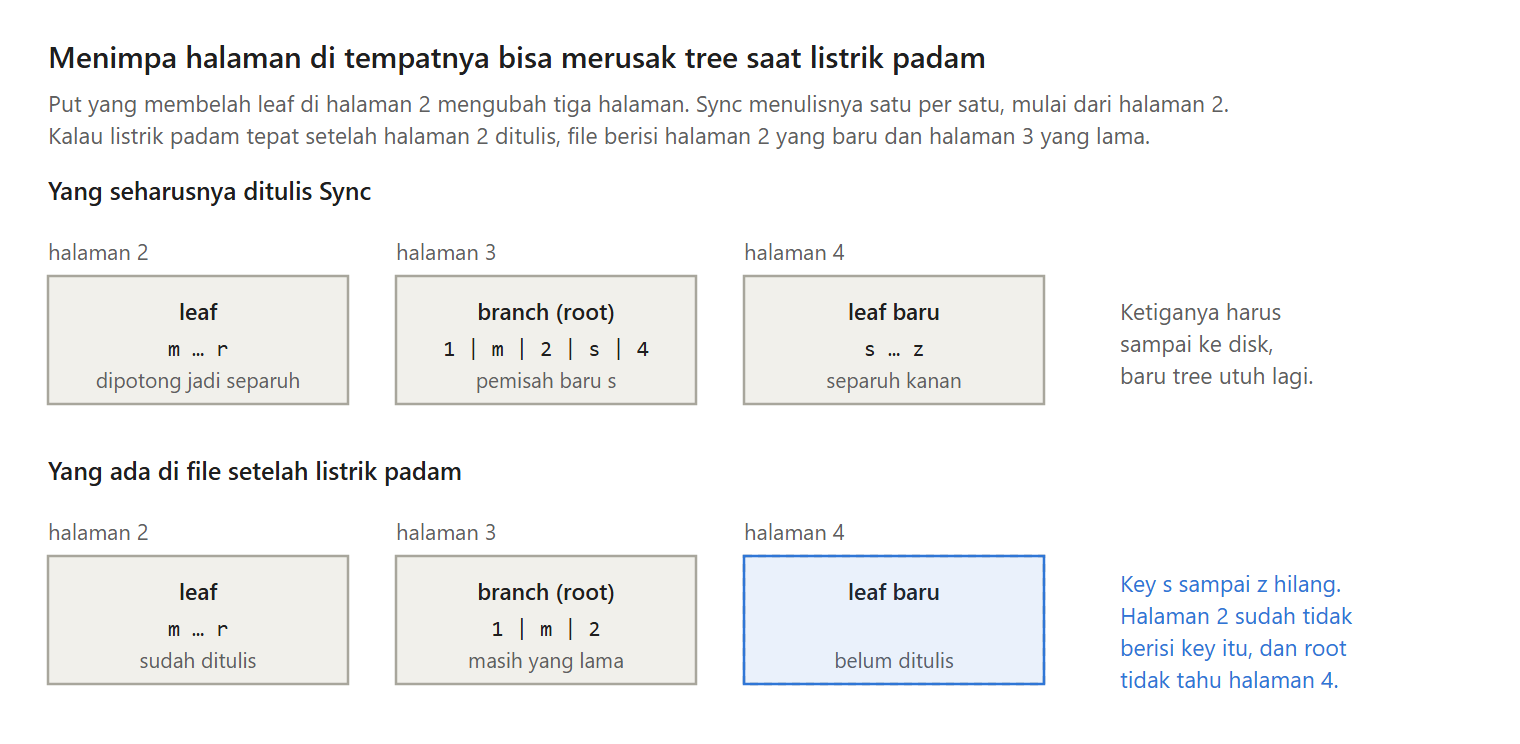 Menimpa halaman di tempatnya bisa merusak tree saat listrik padam
Put yang membelah leaf di halaman 2 mengubah tiga halaman. Sync menulisnya satu per satu, mulai dari halaman 2.
Kalau listrik padam tepat setelah halaman 2 ditulis, file berisi halaman 2 yang baru dan halaman 3 yang lama.
Yang seharusnya ditulis Sync
halaman 2
leaf
m … r
dipotong jadi separuh
halaman 3
branch (root)
1 | m | 2 | s | 4
pemisah baru s
halaman 4
leaf baru
s … z
separuh kanan
Ketiganya harus
sampai ke disk,
baru tree utuh lagi.
Yang ada di file setelah listrik padam
halaman 2
leaf
m … r
sudah ditulis
halaman 3
branch (root)
1 | m | 2
masih yang lama
halaman 4
leaf baru
belum ditulis
Key s sampai z hilang.
Halaman 2 sudah tidak
berisi key itu, dan root
tidak tahu halaman 4.